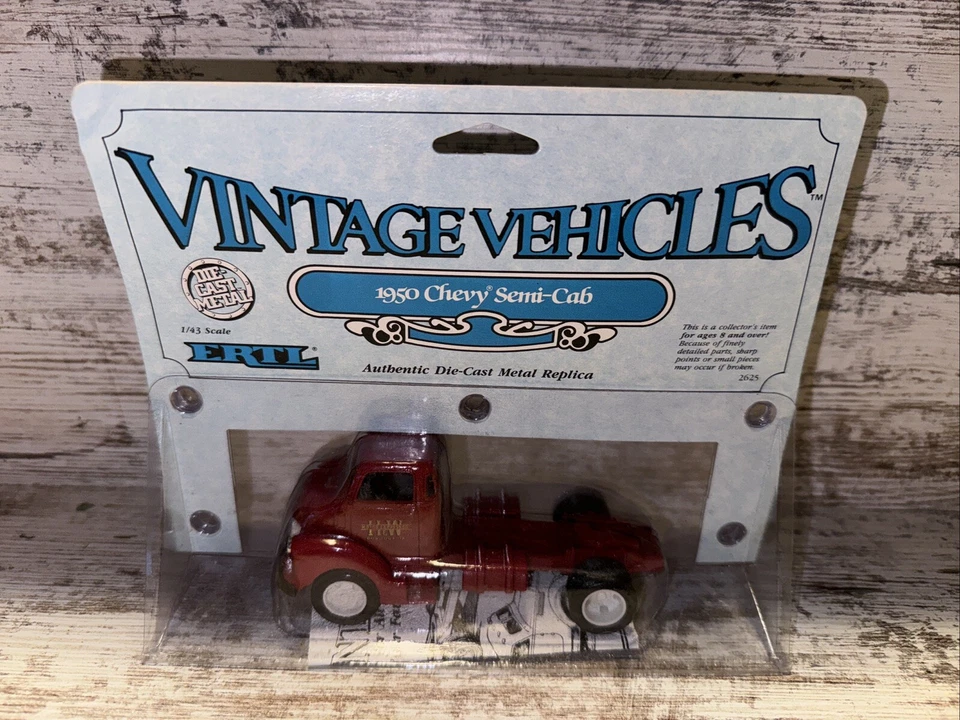 VINTAGE VEHICLES™
DIE-
CAST
METAL
1950 Chevy® Semi-Cab
1/43 Scale
ERTL®
Authentic Die-Cast Metal Replica
This is a collector's item
for ages 8 and over!
Because of finely
detailed parts, sharp
points or small pieces
may occur if broken.
2625